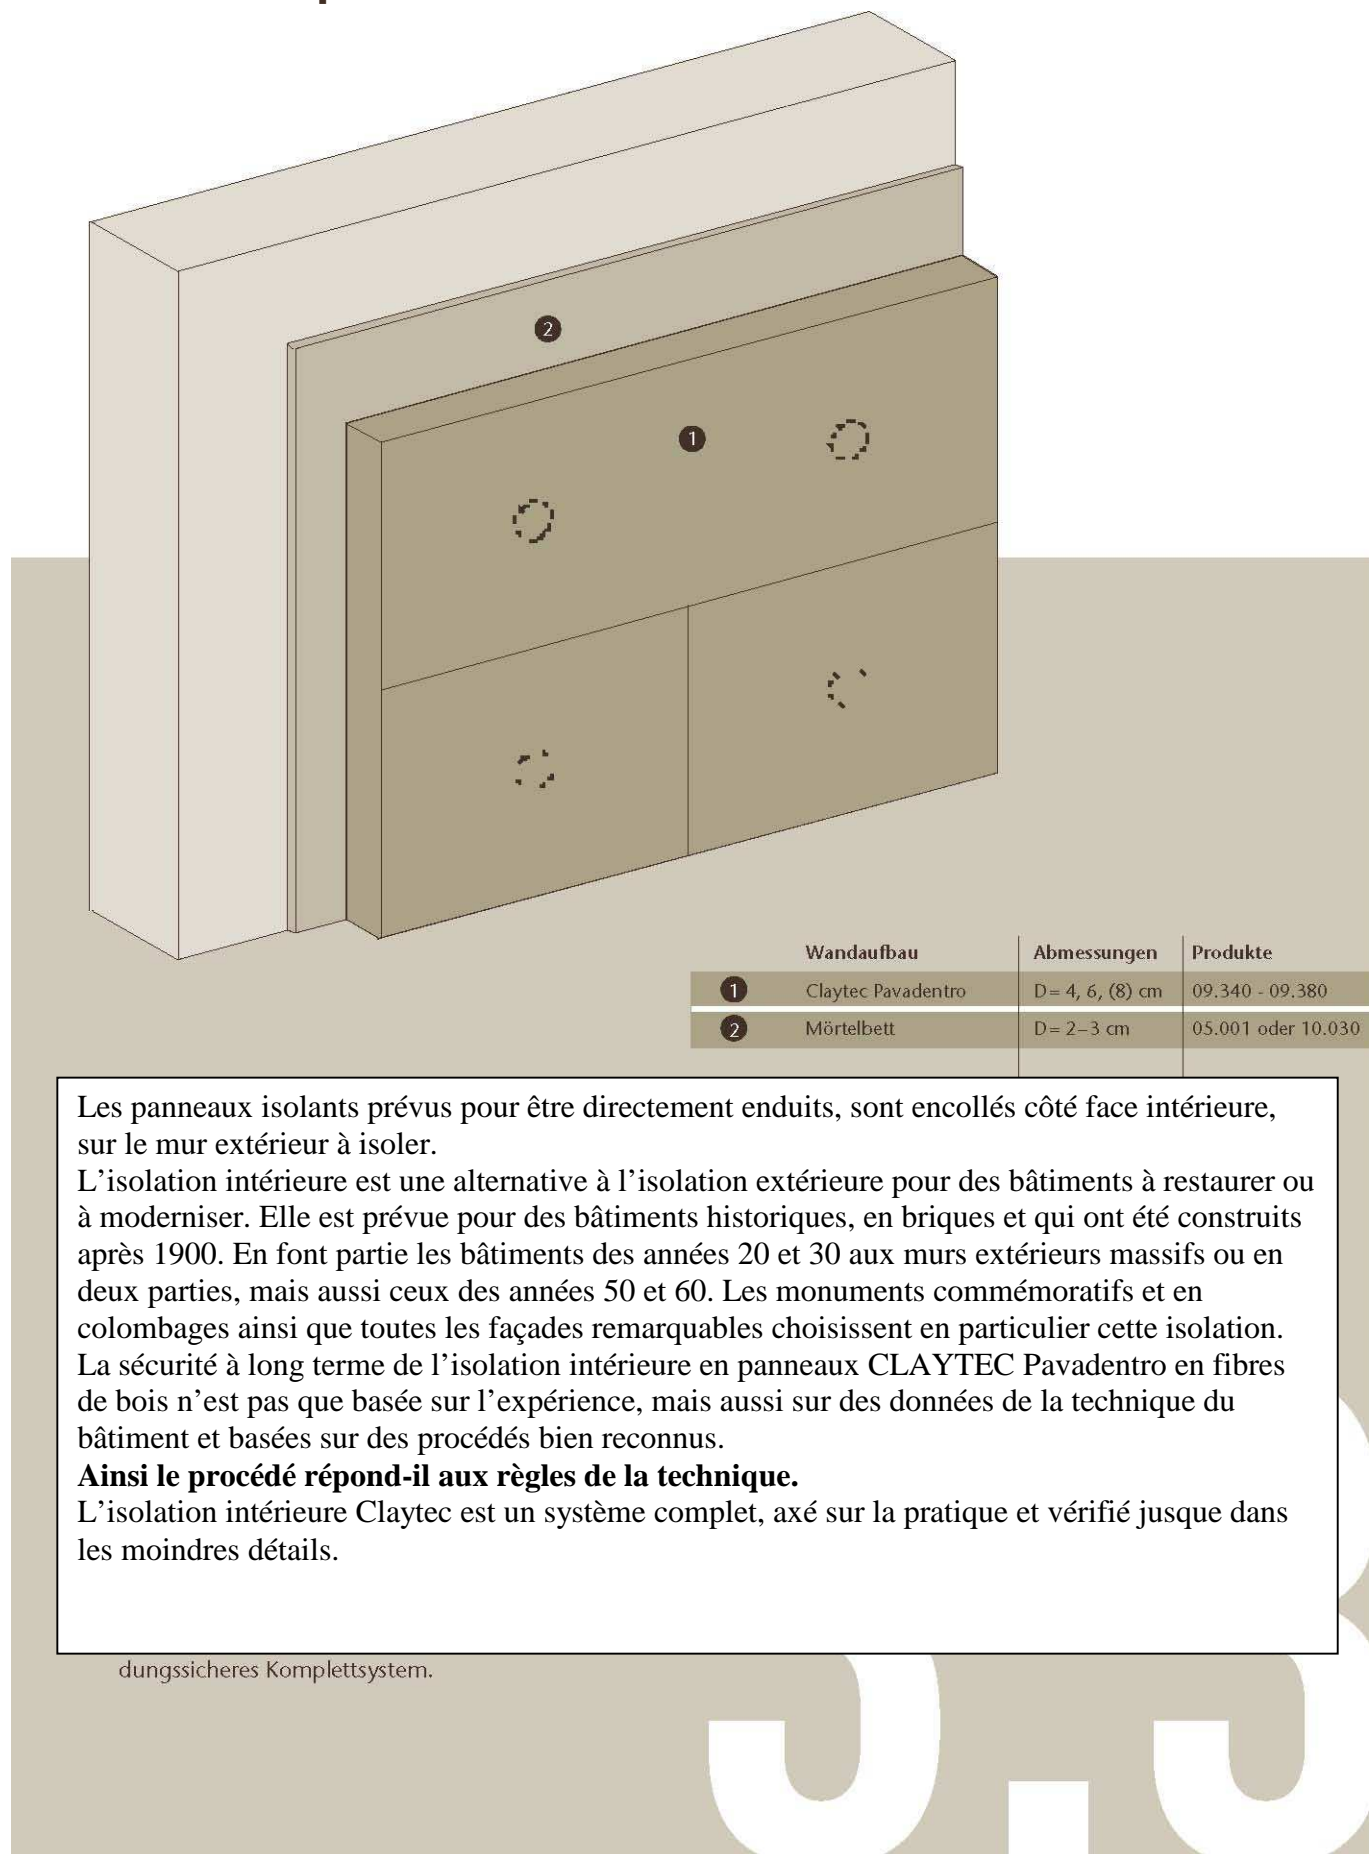 2
1
Wandaufbau Abmessungen Produkte
1 Claytec Pavadentro D= 4, 6, (8) cm 09.340 - 09.380
2 Mörtelbett D= 2–3 cm 05.001 oder 10.030
Les panneaux isolants prévus pour être directement enduits, sont encollés côté face intérieure,
sur le mur extérieur à isoler.
L’isolation intérieure est une alternative à l’isolation extérieure pour des bâtiments à restaurer ou
à moderniser. Elle est prévue pour des bâtiments historiques, en briques et qui ont été construits
après 1900. En font partie les bâtiments des années 20 et 30 aux murs extérieurs massifs ou en
deux parties, mais aussi ceux des années 50 et 60. Les monuments commémoratifs et en
colombages ainsi que toutes les façades remarquables choisissent en particulier cette isolation.
La sécurité à long terme de l’isolation intérieure en panneaux CLAYTEC Pavadentro en fibres
de bois n’est pas que basée sur l’expérience, mais aussi sur des données de la technique du
bâtiment et basées sur des procédés bien reconnus.
Ainsi le procédé répond-il aux règles de la technique.
L’isolation intérieure Claytec est un système complet, axé sur la pratique et vérifié jusque dans
les moindres détails.
dungssicheres Komplettsystem.